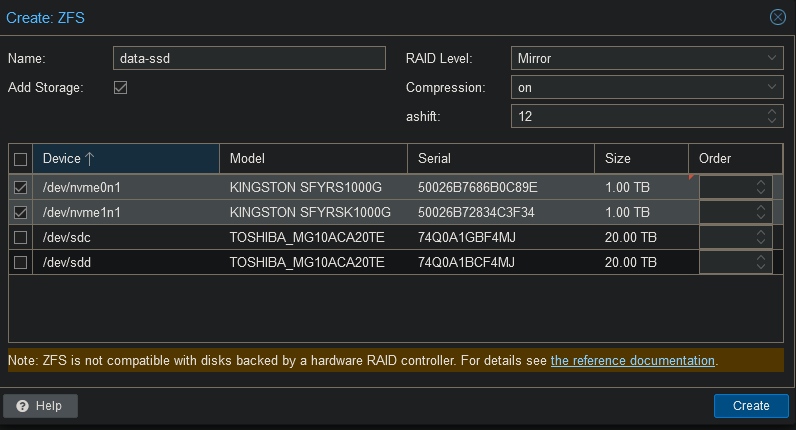 Create: ZFS
Name: data-ssd RAID Level: Mirror
Add Storage: Compression: on
ashift: 12
Device Model Serial Size Order
/dev/nvme0n1 KINGSTON SFYRS1000G 50026B7686B0C89E 1.00 TB
/dev/nvme1n1 KINGSTON SFYRSK1000G 50026B72834C3F34 1.00 TB
/dev/sdc TOSHIBA_MG10ACA20TE 74Q0A1GBF4MJ 20.00 TB
/dev/sdd TOSHIBA_MG10ACA20TE 74Q0A1BCF4MJ 20.00 TB
Note: ZFS is not compatible with disks backed by a hardware RAID controller. For details see the reference documentation.
Help Create